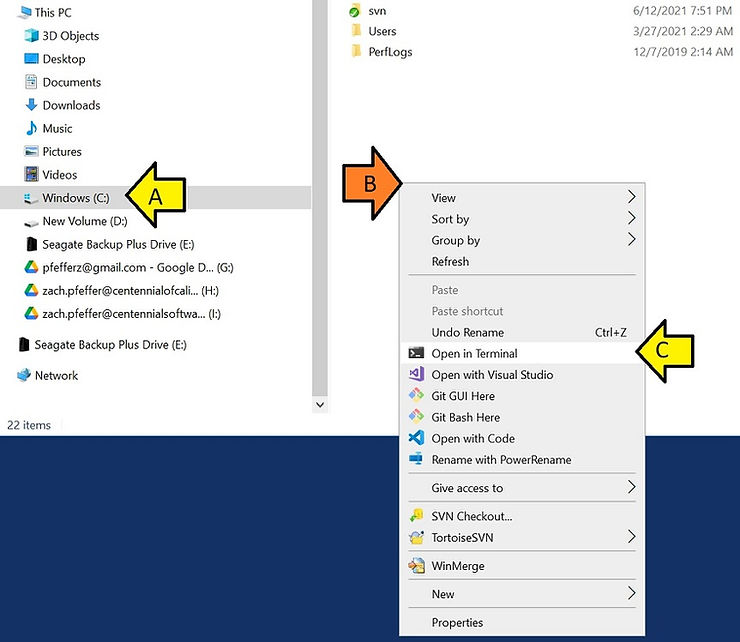 This PC
3D Objects
Desktop
Documents
Downloads
Music
Pictures
Videos
Windows (C:)
New Volume (D:)
Seagate Backup Plus Drive (E:)
pfefferz@gmail.com - Google D... (G:)
zach.pfeffer@centennialofcali... (H:)
zach.pfeffer@centennialsoftwa... (I:)
Seagate Backup Plus Drive (E:)
Network
22 items
A
svn 6/12/2021 7:51 PM
Users 3/27/2021 2:29 AM
PerfLogs 12/7/2019 2:14 AM
B
View
Sort by
Group by
Refresh
Paste
Paste shortcut
Undo Rename Ctrl+Z
Open in Terminal
C
Open with Visual Studio
Git GUI Here
Git Bash Here
Open with Code
Rename with PowerRename
Give access to
SVN Checkout...
TortoiseSVN
WinMerge
New
Properties